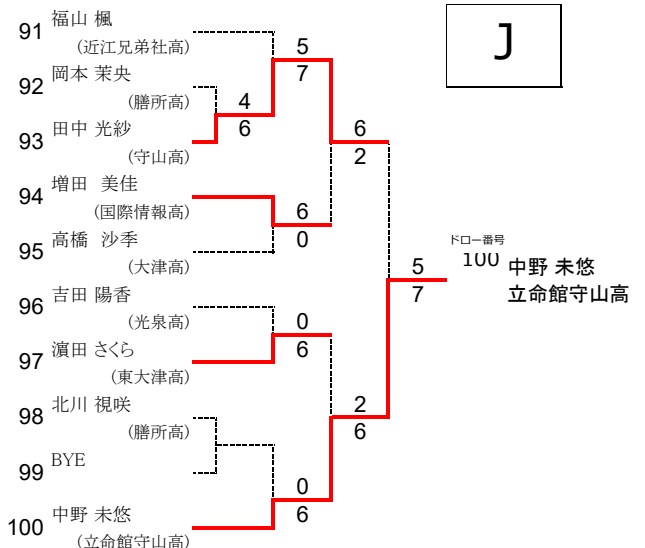 J
91 福山 楓
(近江兄弟社高)
92 岡本 茉央
(膳所高)
93 田中 光紗
(守山高)
94 増田 美佳
(国際情報高)
95 高橋 沙季
(大津高)
96 吉田 陽香
(光泉高)
97 濵田 さくら
(東大津高)
98 北川 視咲
(膳所高)
99 BYE
100 中野 未悠
(立命館守山高)
4
6
5
7
6
0
0
6
0
6
6
2
2
6
5
7
ドロー番号
100 中野 未悠
立命館守山高